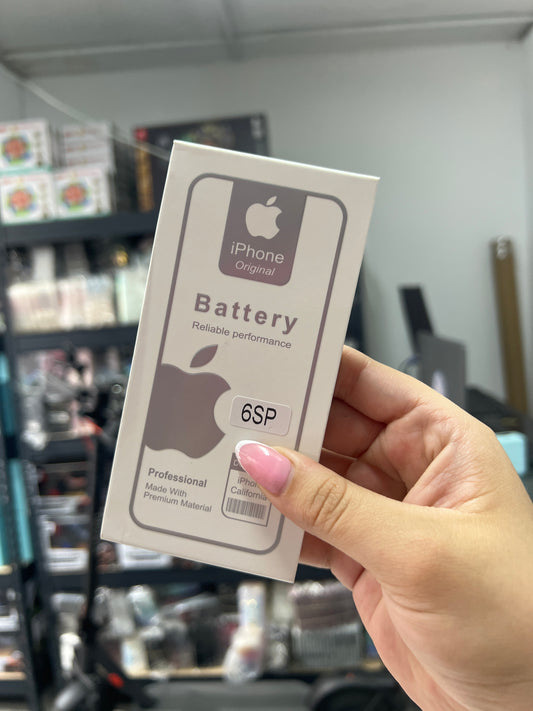 iPhone
Original
Battery
Reliable performance
6SP
Professional
Made With
Premium Material
California